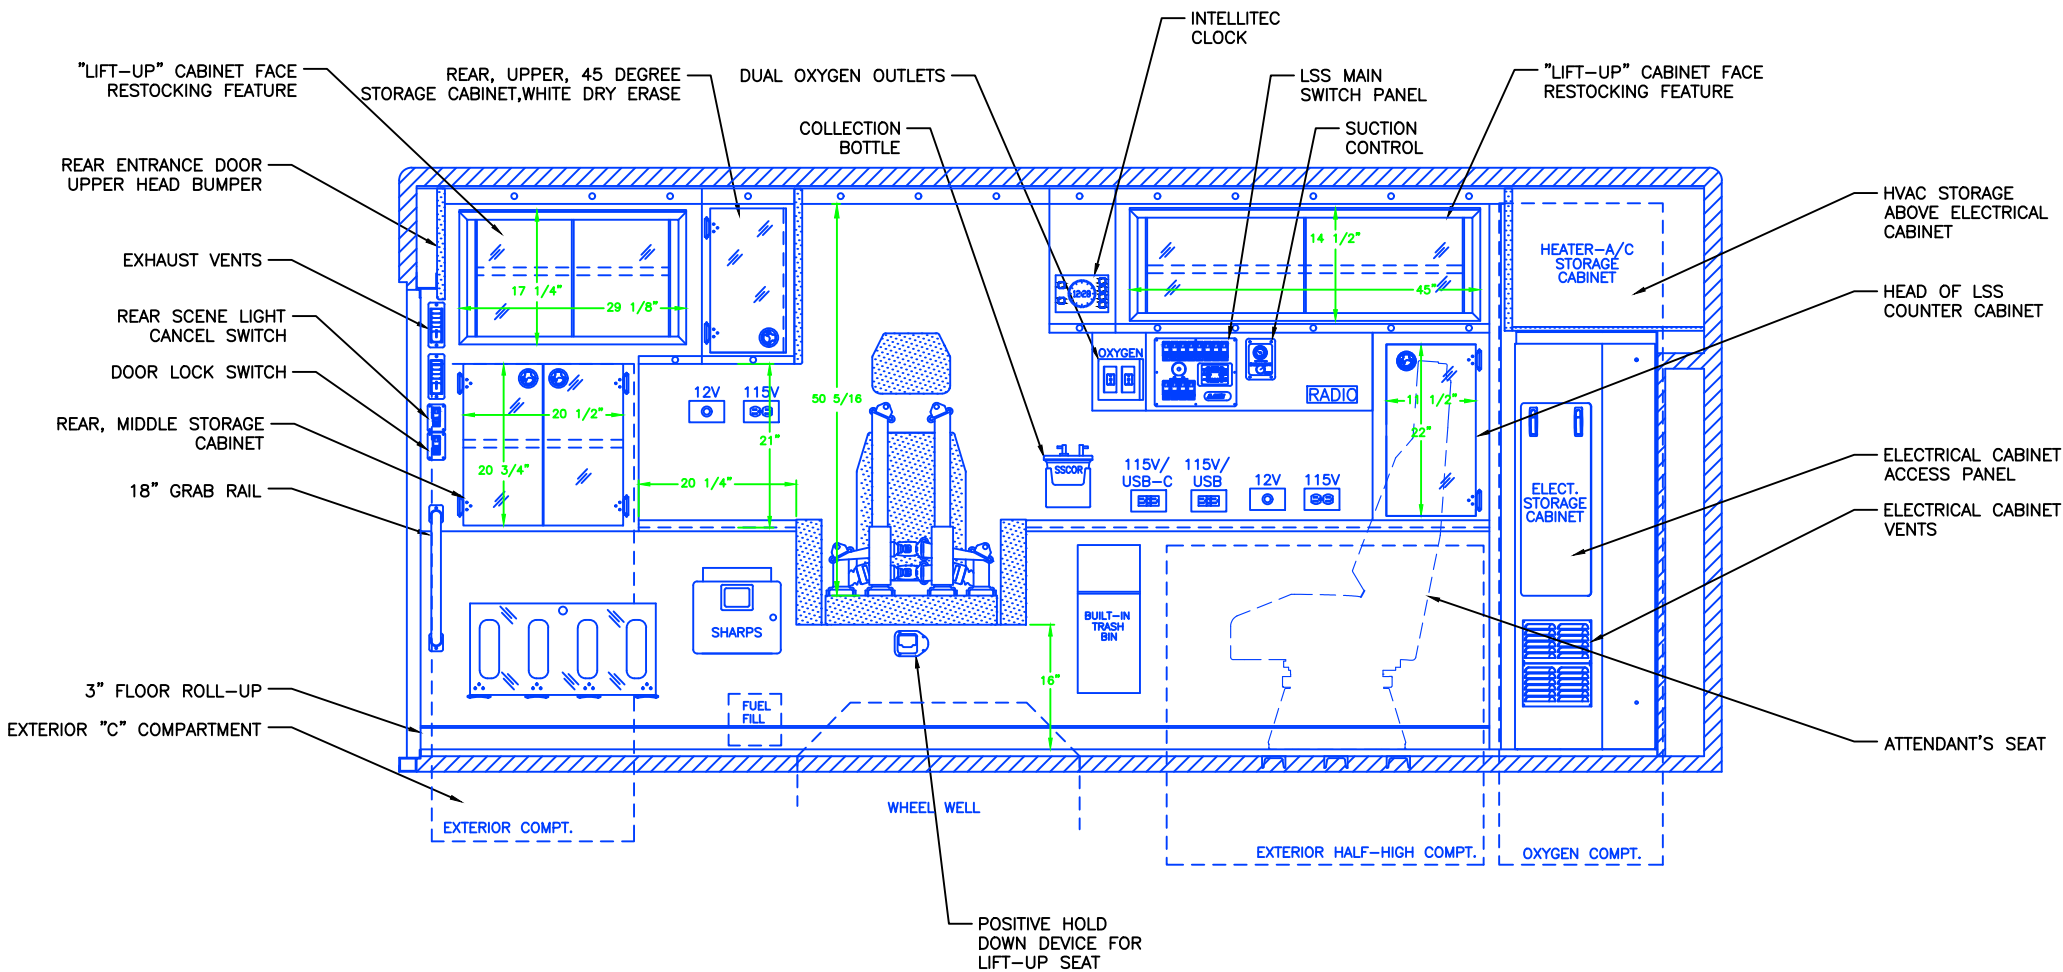 INTELLITEC
CLOCK
"LIFT-UP" CABINET FACE
RESTOCKING FEATURE
REAR, UPPER, 45 DEGREE
STORAGE CABINET,WHITE DRY ERASE
DUAL OXYGEN OUTLETS
LSS MAIN
SWITCH PANEL
"LIFT-UP" CABINET FACE
RESTOCKING FEATURE
COLLECTION
BOTTLE
SUCTION
CONTROL
REAR ENTRANCE DOOR
UPPER HEAD BUMPER
HVAC STORAGE
ABOVE ELECTRICAL
CABINET
EXHAUST VENTS
HEATER-A/C
STORAGE
CABINET
14 1/2"
17 1/4"
29 1/8"
45"
12:28
HEAD OF LSS
COUNTER CABINET
REAR SCENE LIGHT
CANCEL SWITCH
DOOR LOCK SWITCH
OXYGEN
12V
115V
50 5/16
RADIO
11 1/2"
20 1/2"
21"
22"
REAR, MIDDLE STORAGE
CABINET
20 3/4"
20 1/4"
SSCOR
115V/
USB-C
115V/
USB
12V
115V
ELECT.
STORAGE
CABINET
ELECTRICAL CABINET
ACCESS PANEL
18" GRAB RAIL
ELECTRICAL CABINET
VENTS
SHARPS
BUILT-IN
TRASH
BIN
16"
3" FLOOR ROLL-UP
FUEL
FILL
EXTERIOR "C" COMPARTMENT
ATTENDANT'S SEAT
WHEEL WELL
EXTERIOR COMPT.
EXTERIOR HALF-HIGH COMPT.
OXYGEN COMPT.
POSITIVE HOLD
DOWN DEVICE FOR
LIFT-UP SEAT